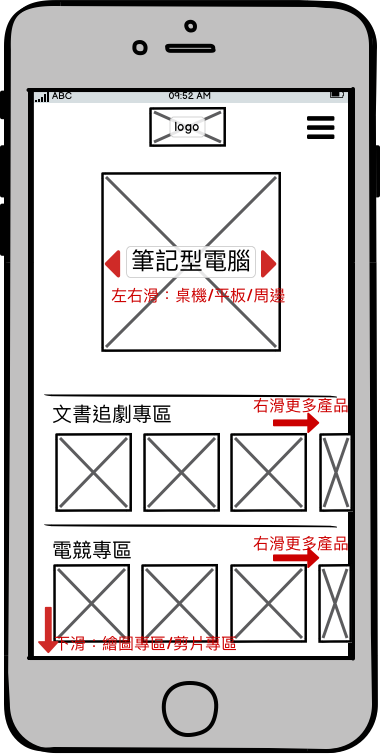 ABC 09:52 AM
logo
筆記型電腦
左右滑：桌機/平板/周邊
右滑更多產品
文書追劇專區
右滑更多產品
電競專區
下滑：繪圖專區/剪片專區